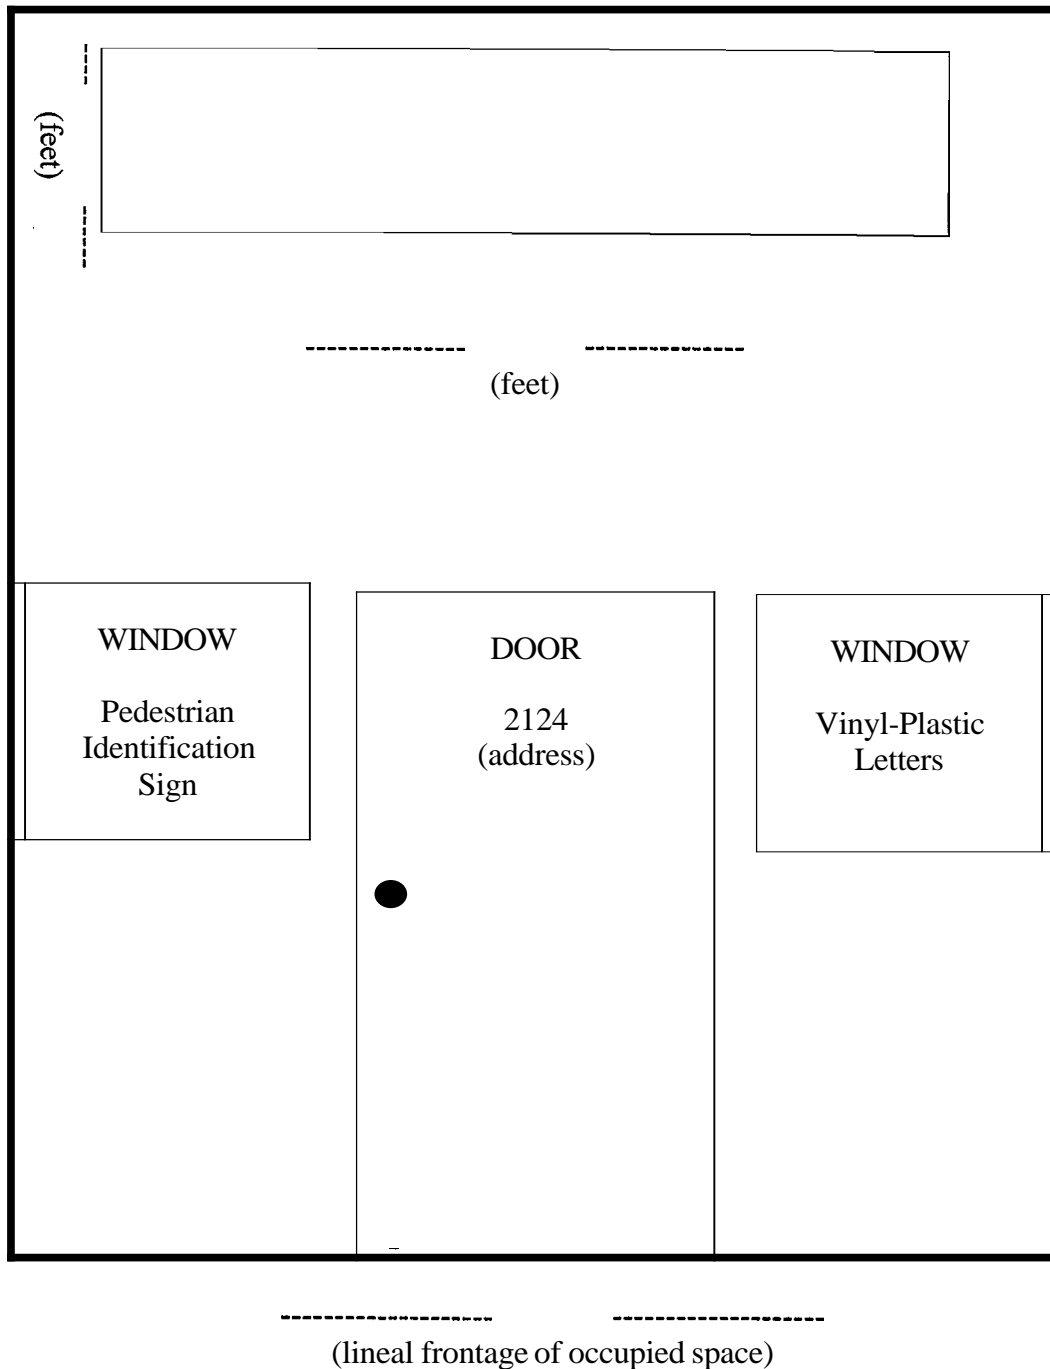 (feet)
(feet)
WINDOW
Pedestrian
Identification
Sign
DOOR
2124
(address)
WINDOW
Vinyl-Plastic
Letters
(lineal frontage of occupied space)